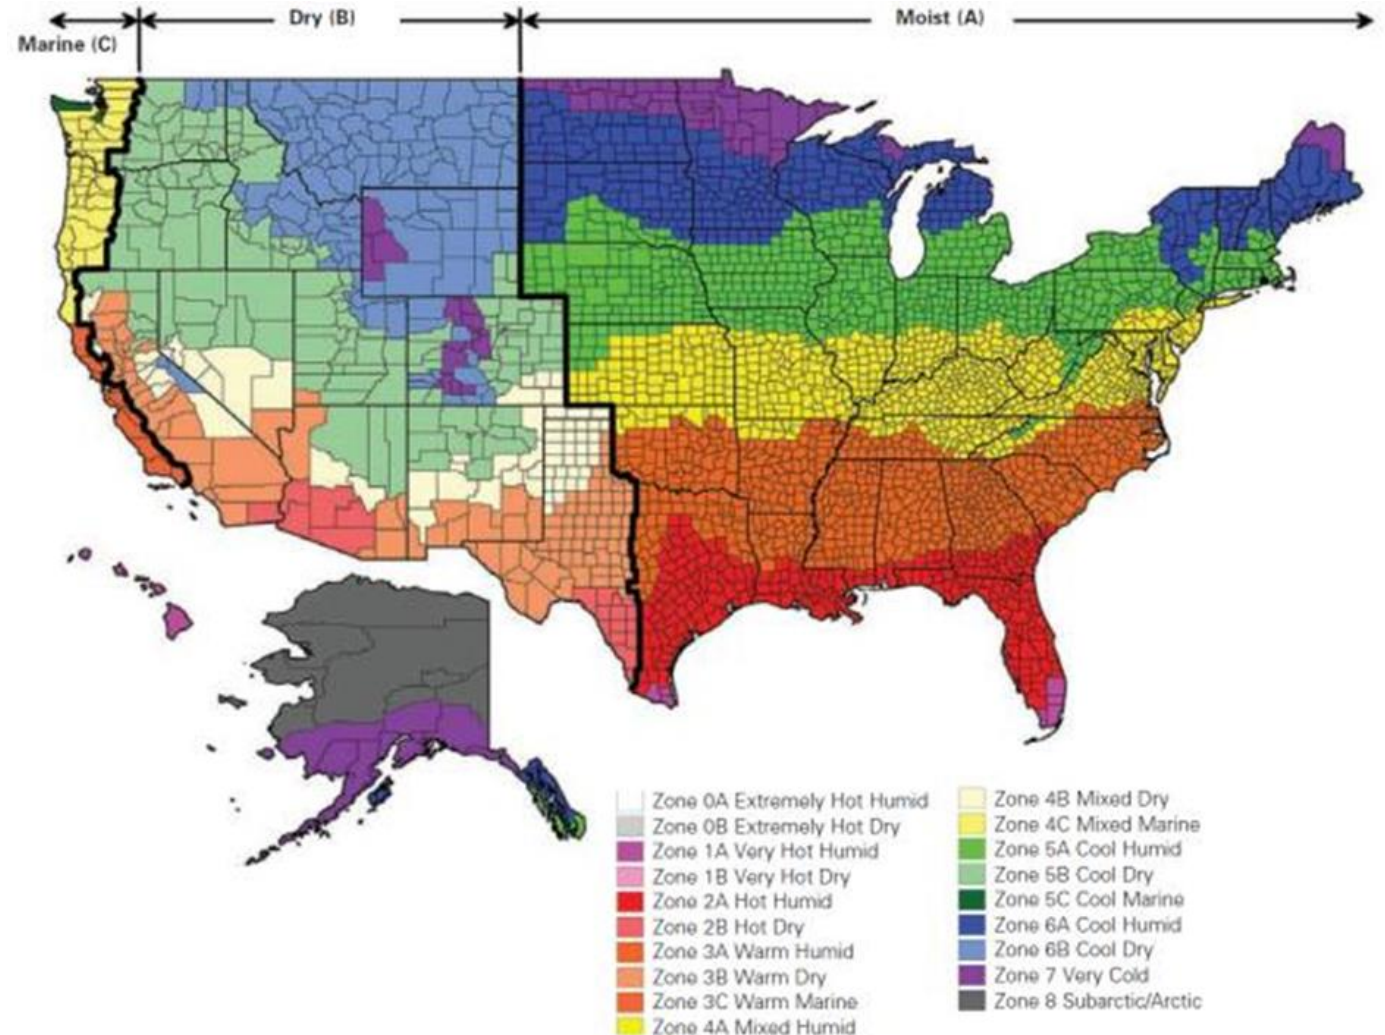 Dry (B)
Moist (A)
Marine (C)
Zone 0A Extremely Hot Humid
Zone 0B Extremely Hot Dry
Zone 1A Very Hot Humid
Zone 1B Very Hot Dry
Zone 2A Hot Humid
Zone 2B Hot Dry
Zone 3A Warm Humid
Zone 3B Warm Dry
Zone 3C Warm Marine
Zone 4A Mixed Humid
Zone 4B Mixed Dry
Zone 4C Mixed Marine
Zone 5A Cool Humid
Zone 5B Cool Dry
Zone 5C Cool Marine
Zone 6A Cool Humid
Zone 6B Cool Dry
Zone 7 Very Cold
Zone 8 Subarctic/Arctic